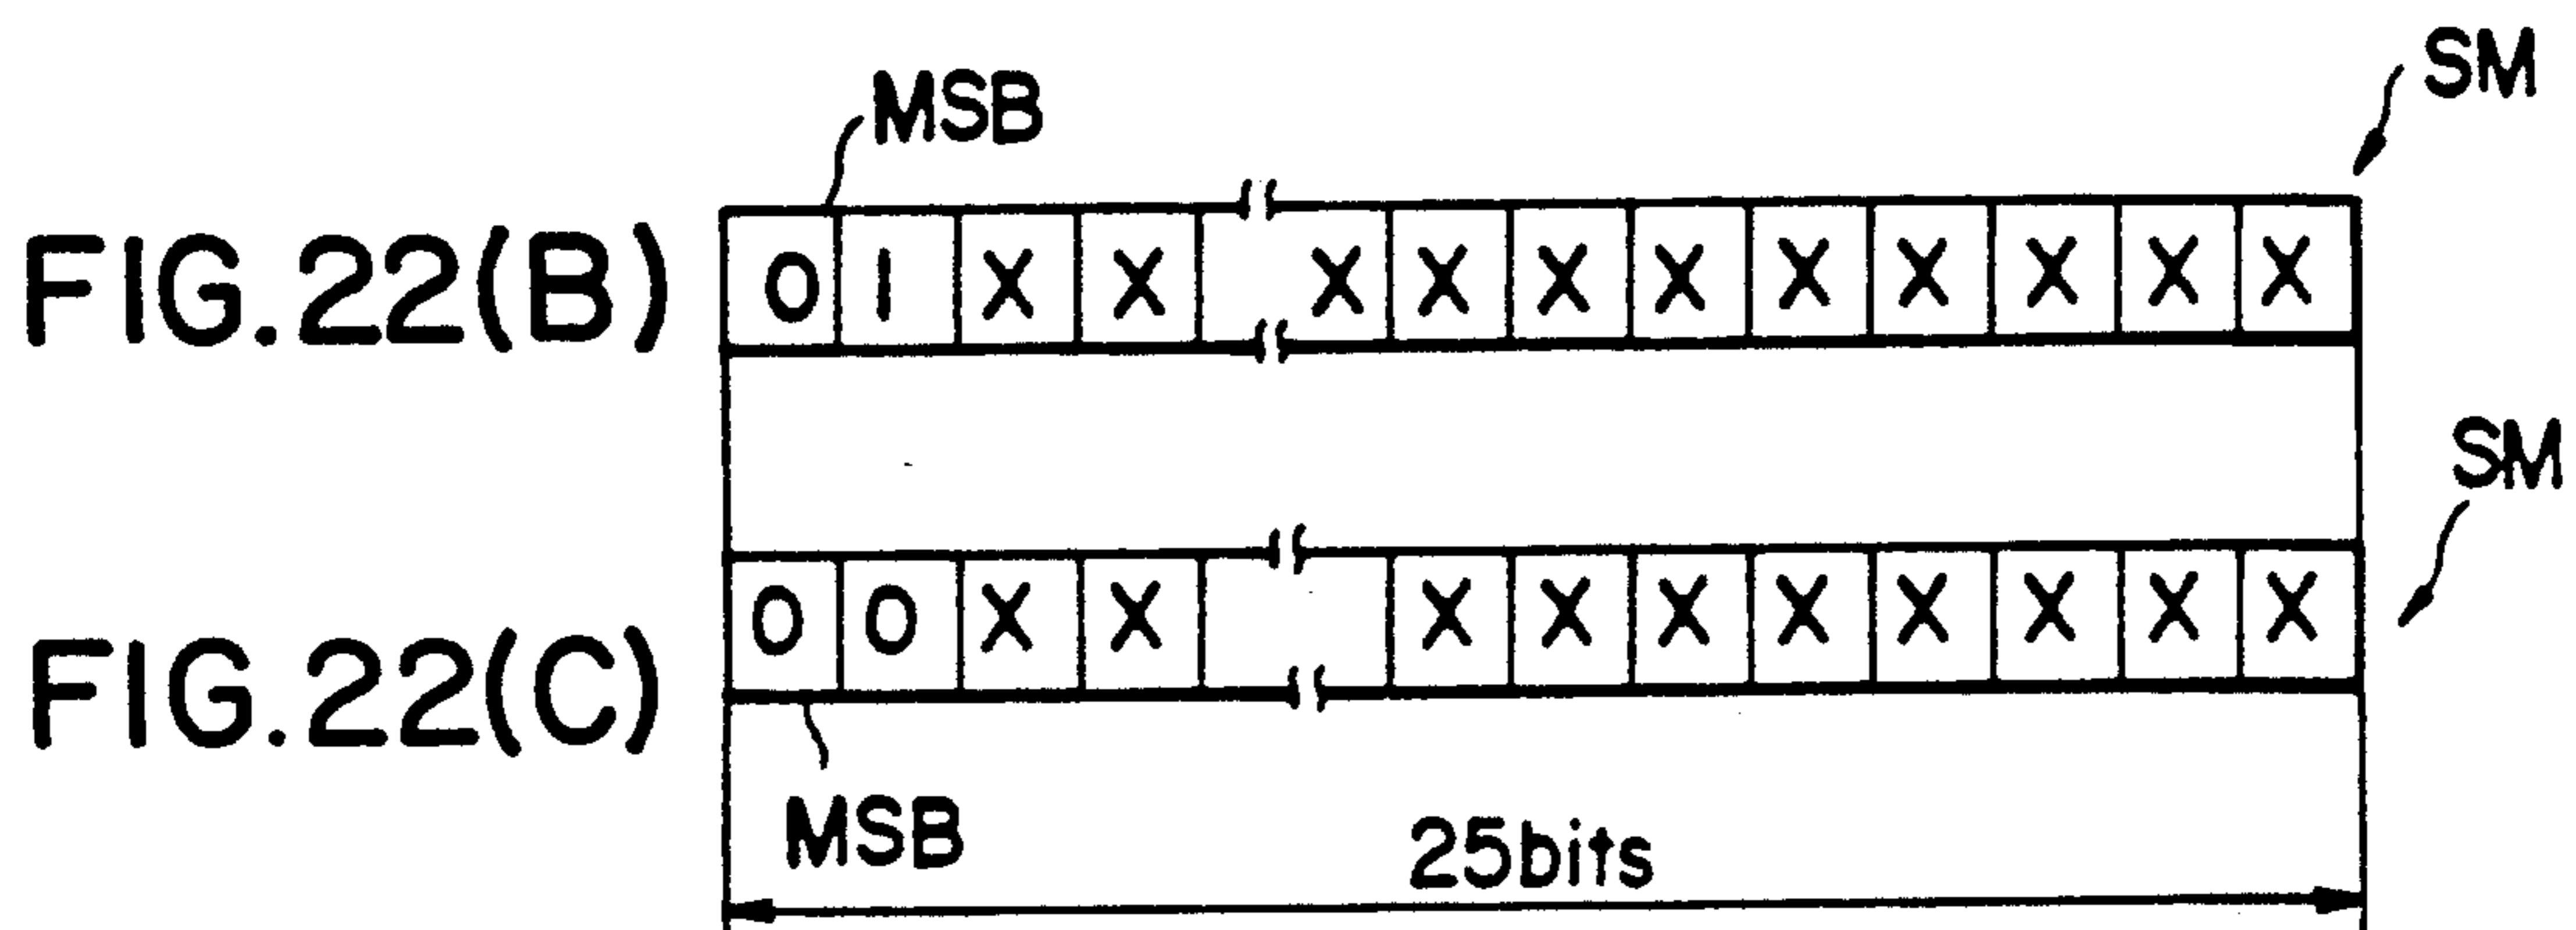 SM
MSB
FIG.22(B) 0 1 X X X X X X X X X X X
SM
FIG.22(C) 0 0 X X X X X X X X X X
MSB
25bits